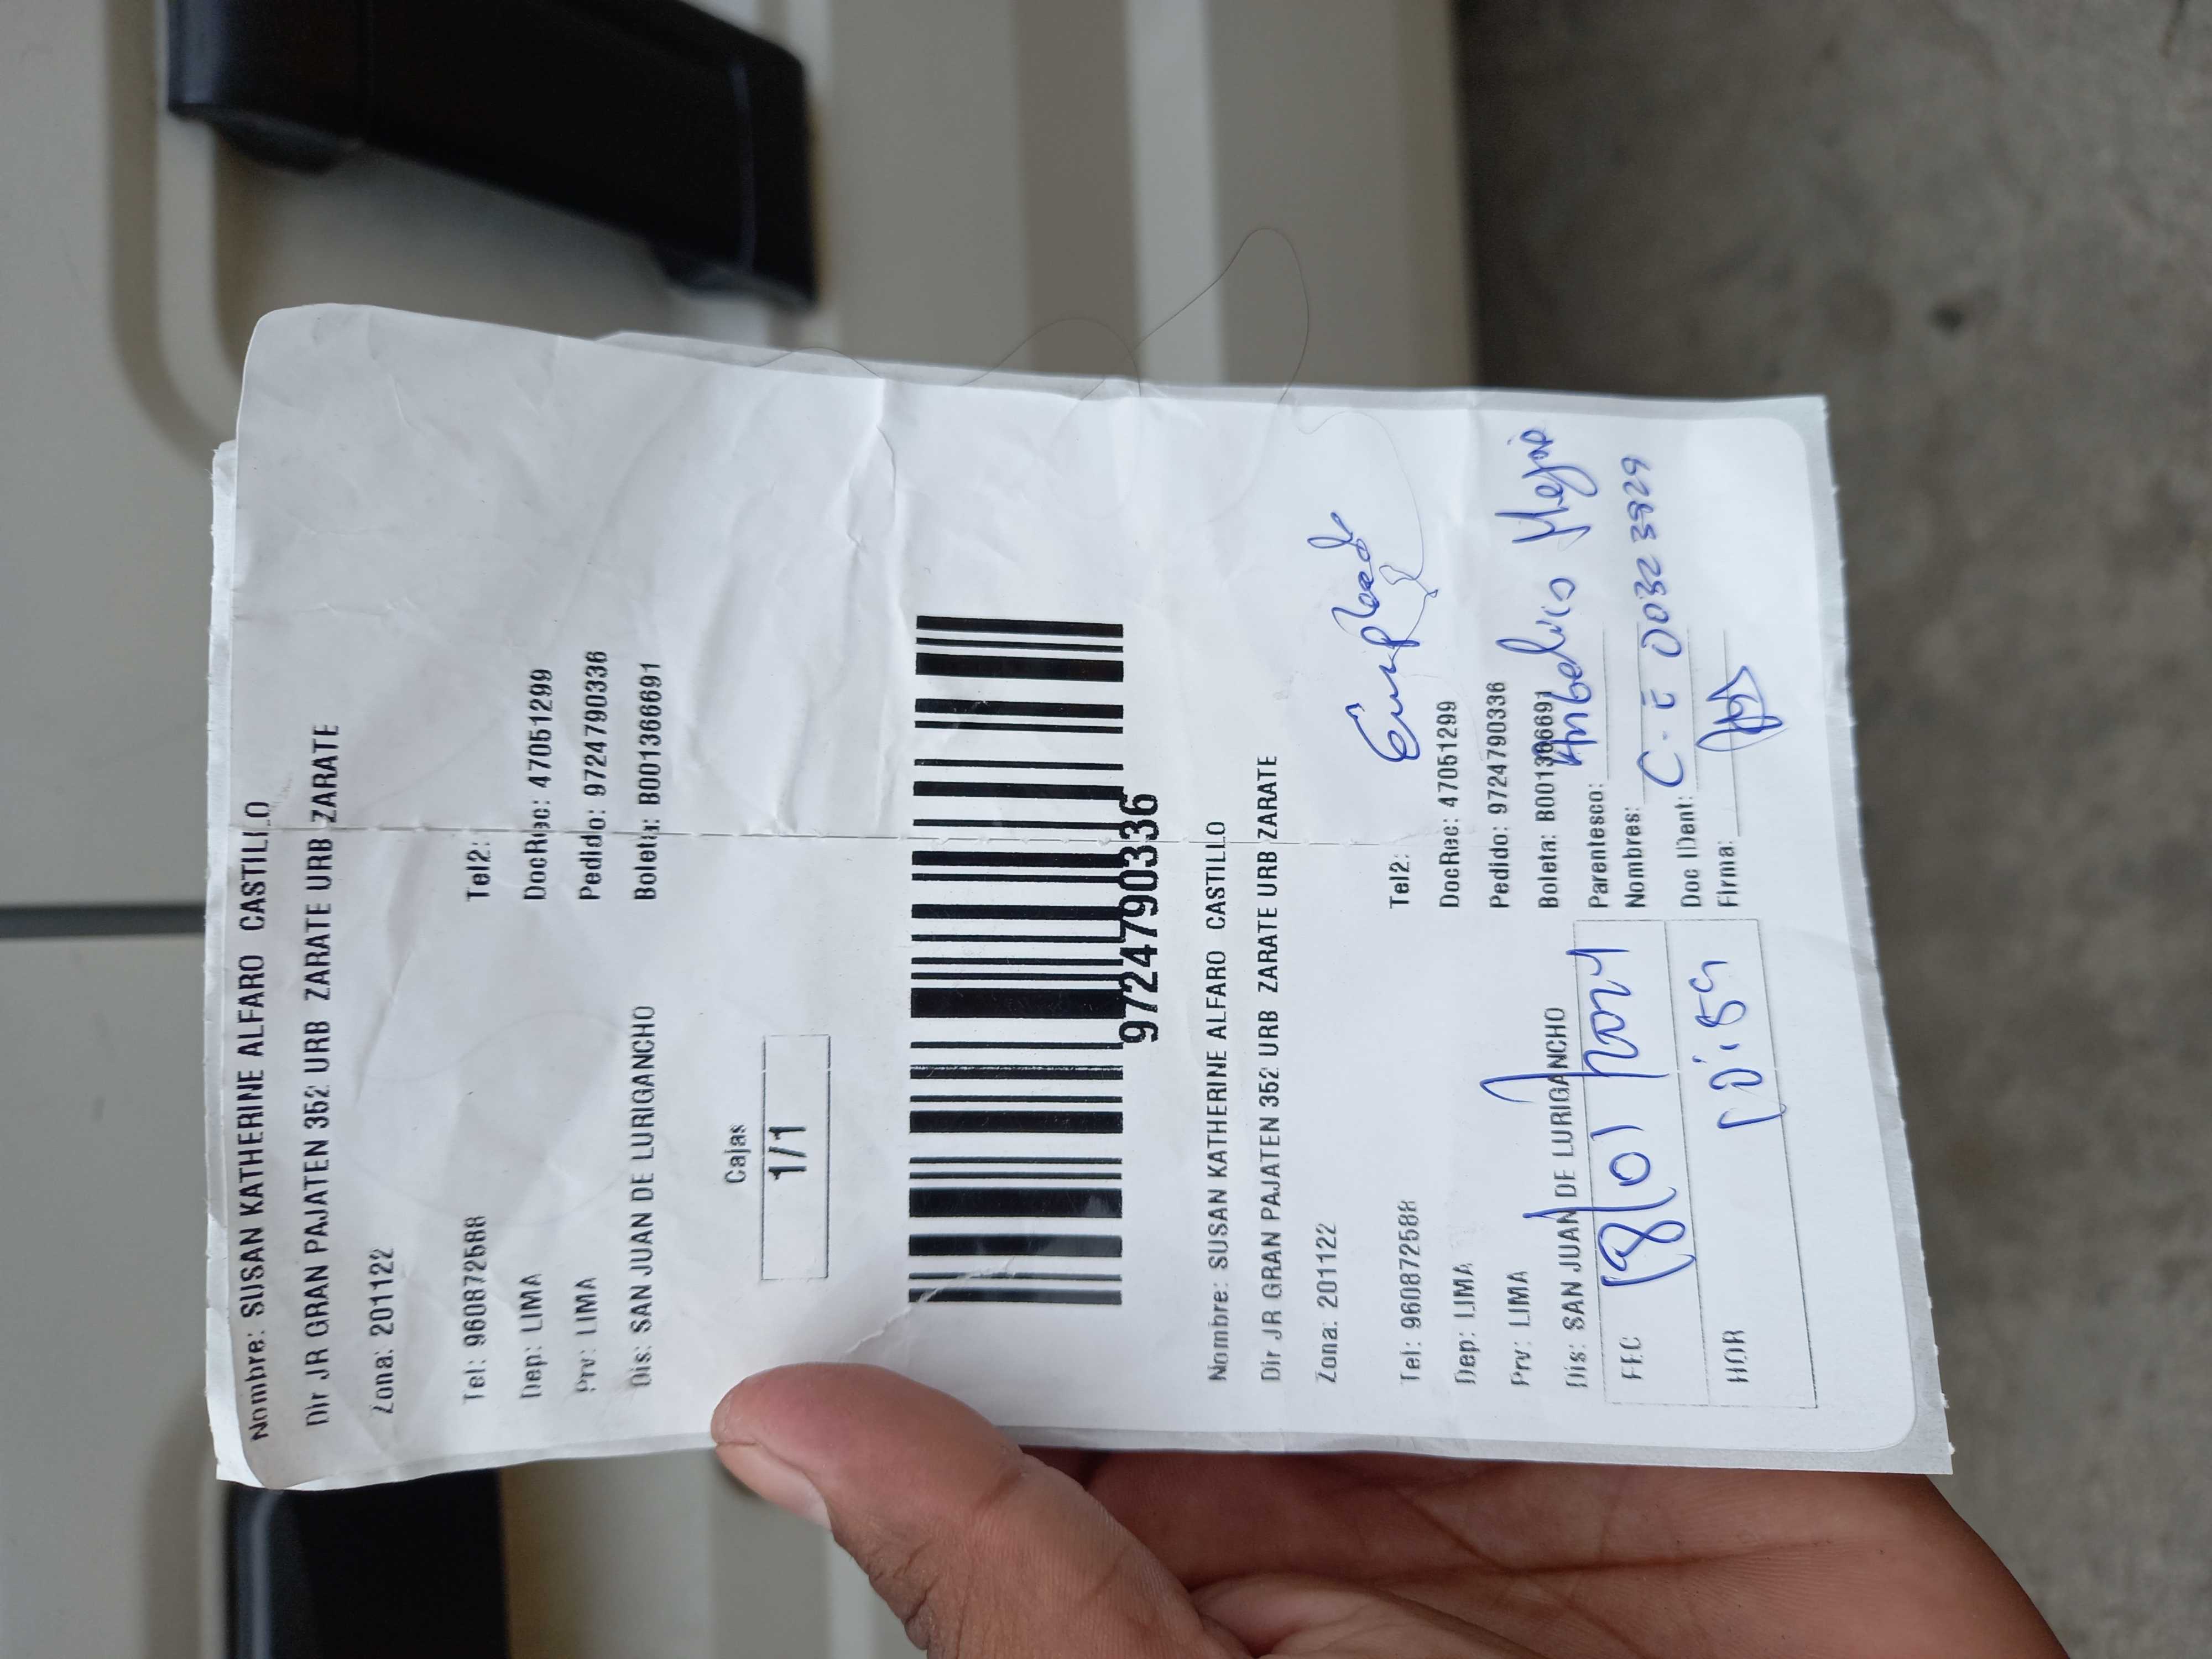 Nombre: SUSAN KATHERINE ALFARO CASTILLO
Dir JR GRAN PAJATEN 352 URB ZARATE URB ZARATE
Zona: 201122
Tel: 960872588 Tel2:
Dep: LIMA DocRec: 47051299
Prv: LIMA Pedido: 9724790336
Dis: SAN JUAN DE LURIGANCHO Boleta: B001366691
Cajas
1/1
9724790336
Nombre: SUSAN KATHERINE ALFARO CASTILLO
Dir JR GRAN PAJATEN 352 URB ZARATE URB ZARATE
Zona: 201122
Tel: 960872588 Tel2:
Dep: LIMA DocRec: 47051299
Prv: LIMA Pedido: 9724790336
Dis: SAN JUAN DE LURIGANCHO Boleta: B001366691
Parentesco:
FEC Nombres: Mejia
Doc IDent: C-E
HOR Firma: